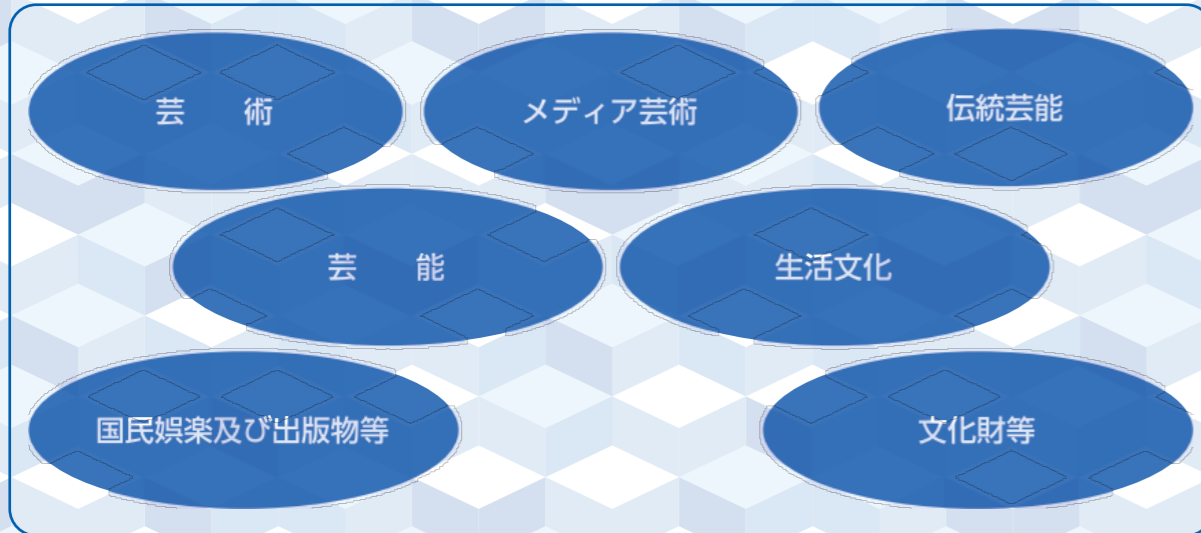 芸　　術
メディア芸術
伝統芸能
芸　　能
生活文化
国民娯楽及び出版物等
文化財等